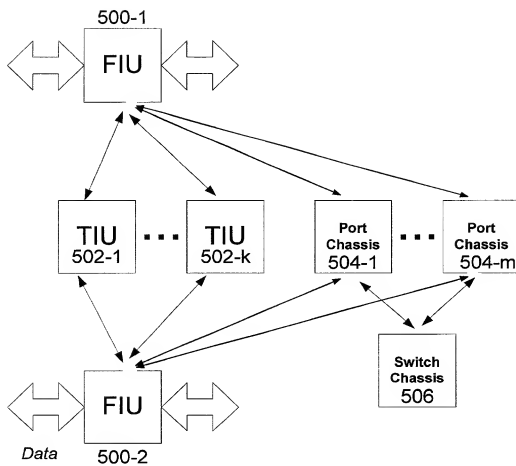 500-1
FIU
TIU
502-1
TIU
502-k
Port
Chassis
504-1
Port
Chassis
504-m
Switch
Chassis
506
FIU
Data
500-2